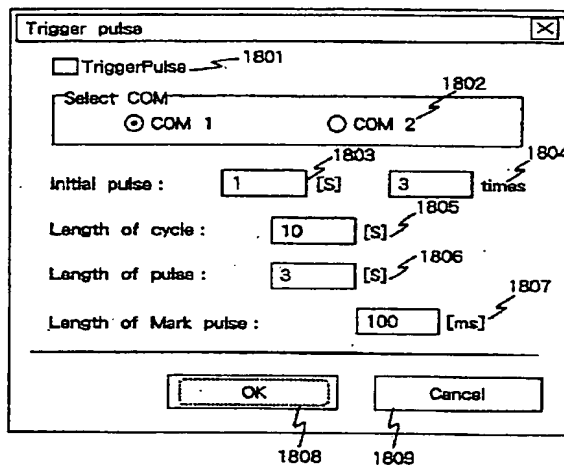 Trigger pulse
TriggerPulse 1801
Select COM
1802
COM 1 COM 2
1803
1804
Initial pulse : 1 [S] 3 times
1805
Length of cycle : 10 [S]
1806
Length of pulse : 3 [S]
1807
Length of Mark pulse : 100 [ms]
OK Cancel
1808 1809